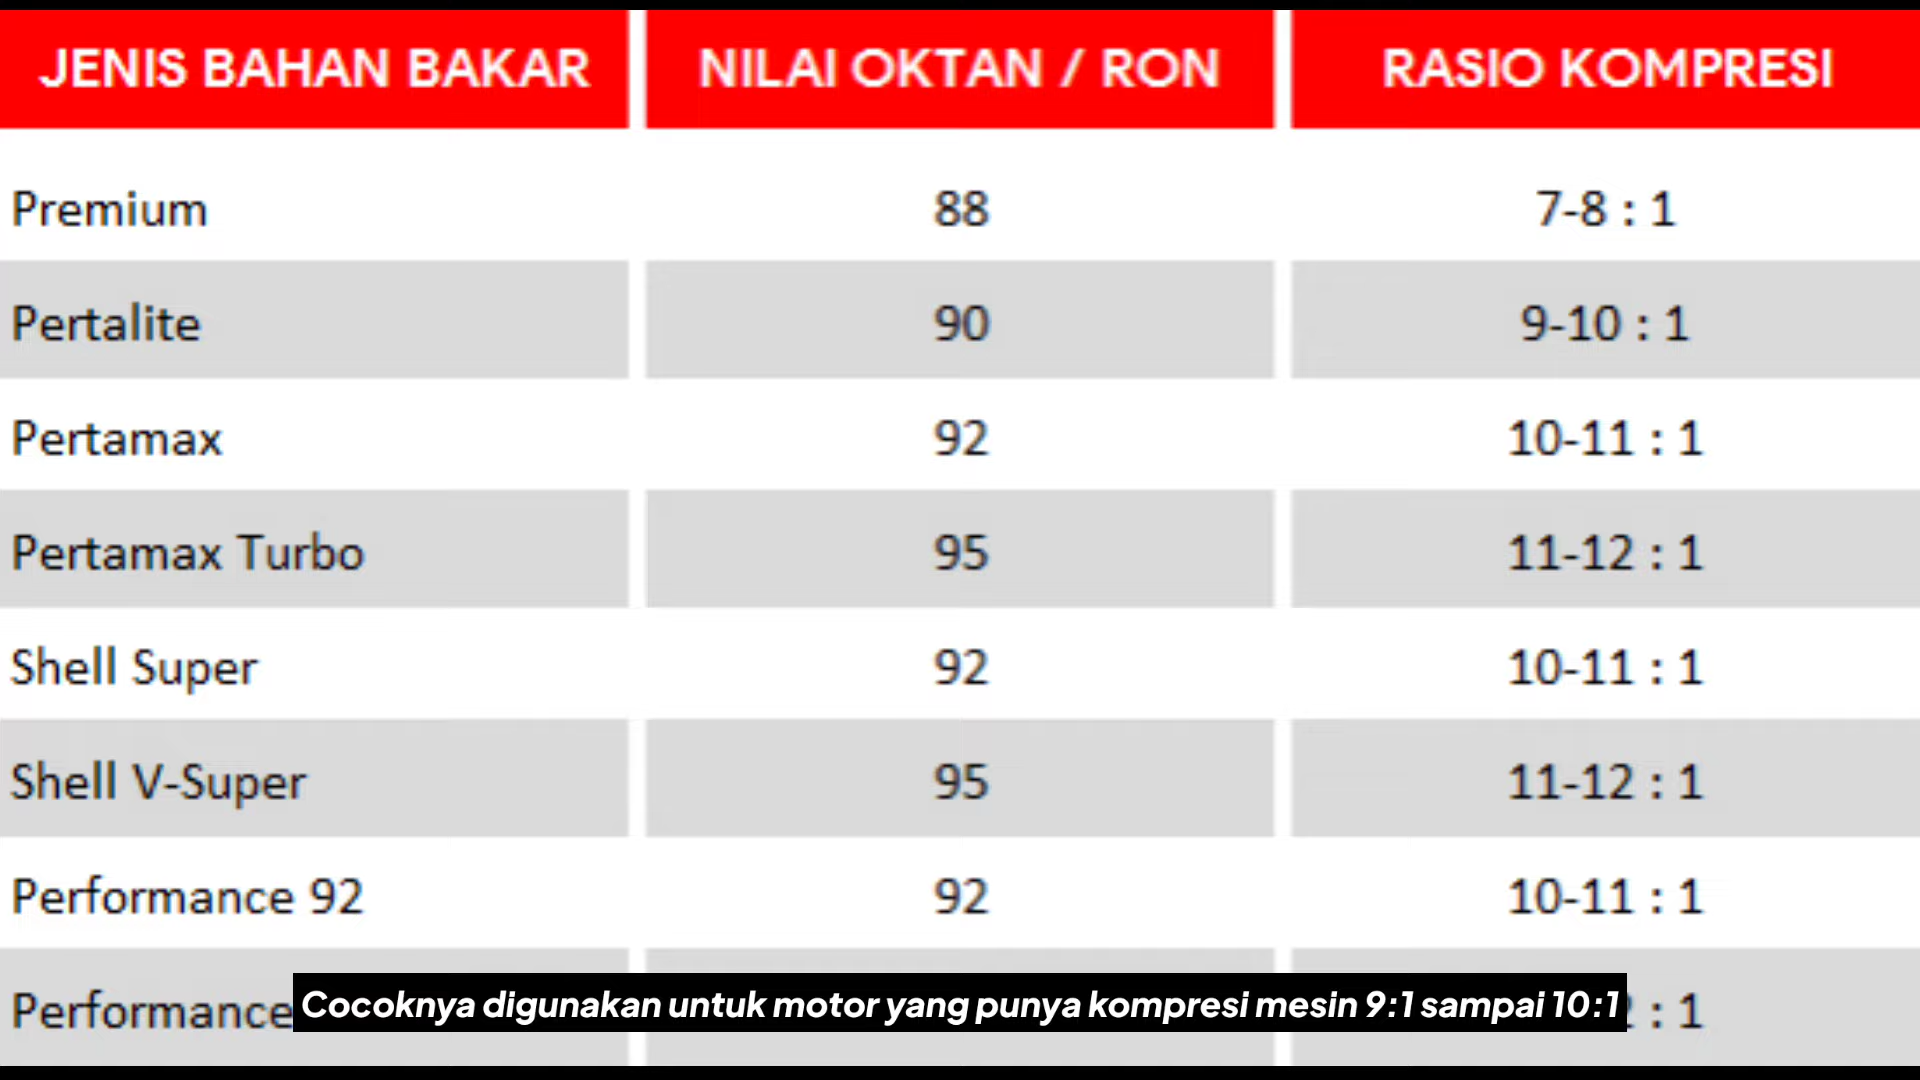 JENIS BAHAN BAKAR NILAI OKTAN / RON RASIO KOMPRESI
Premium 88 7-8 : 1
Pertalite 90 9-10 : 1
Pertamax 92 10-11 : 1
Pertamax Turbo 95 11-12 : 1
Shell Super 92 10-11 : 1
Shell V-Super 95 11-12 : 1
Performance 92 92 10-11 : 1
Performance : 1
Cocoknya digunakan untuk motor yang punya kompresi mesin 9:1 sampai 10:1